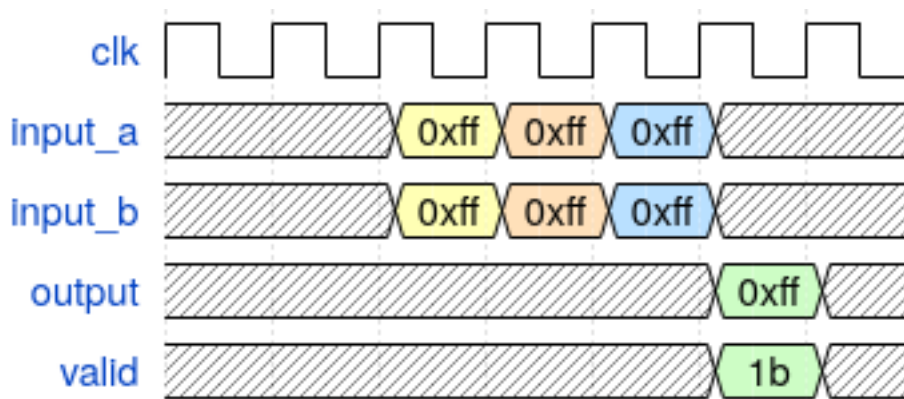 clk
input_a 0xff 0xff 0xff
input_b 0xff 0xff 0xff
output 0xff
valid 1b